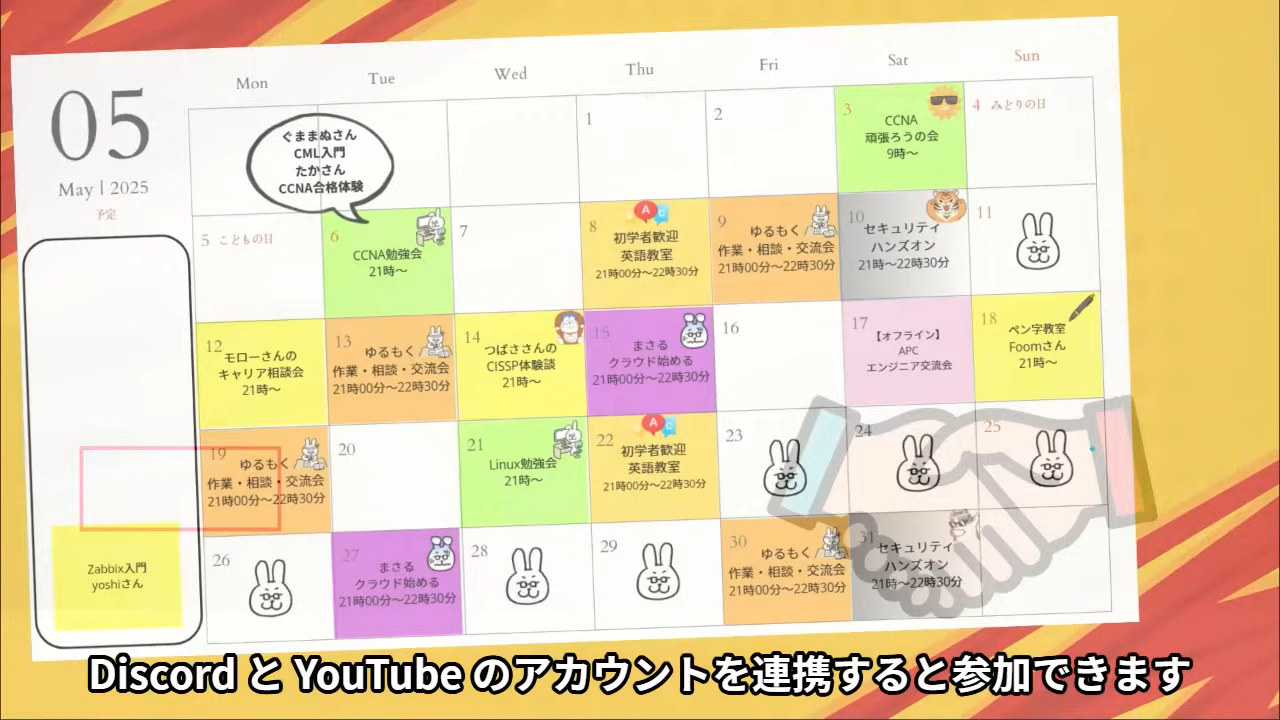 05
May | 2025
予定
Mon
Tue
Wed
Thu
Fri
Sat
Sun
ぐままぬさん
CML入門
たかさん
CCNA合格体験
1
2
3
CCNA
頑張ろうの会
9時～
4 みどりの日
5 こどもの日
6
CCNA勉強会
21時～
7
8
A
初学者歓迎
英語教室
21時00分～22時30分
9
ゆるもく
作業・相談・交流会
21時00分～22時30分
10
セキュリティ
ハンズオン
21時～22時30分
11
12
モローさんの
キャリア相談会
21時～
13
ゆるもく
作業・相談・交流会
21時00分～22時30分
14
つばささんの
CISSP体験談
21時～
15
まさる
クラウド始める
21時00分～22時30分
16
17
【オフライン】
APC
エンジニア交流会
18
ペン字教室
Foomさん
21時～
19
ゆるもく
作業・相談・交流会
21時00分～22時30分
20
21
Linux勉強会
21時～
22
A
初学者歓迎
英語教室
21時00分～22時30分
23
24
25
Zabbix入門
yoshiさん
26
27
まさる
クラウド始める
21時00分～22時30分
28
29
30
ゆるもく
作業・相談・交流会
21時00分～22時30分
31
セキュリティ
ハンズオン
21時～22時30分
Discord と YouTube のアカウントを連携すると参加できます